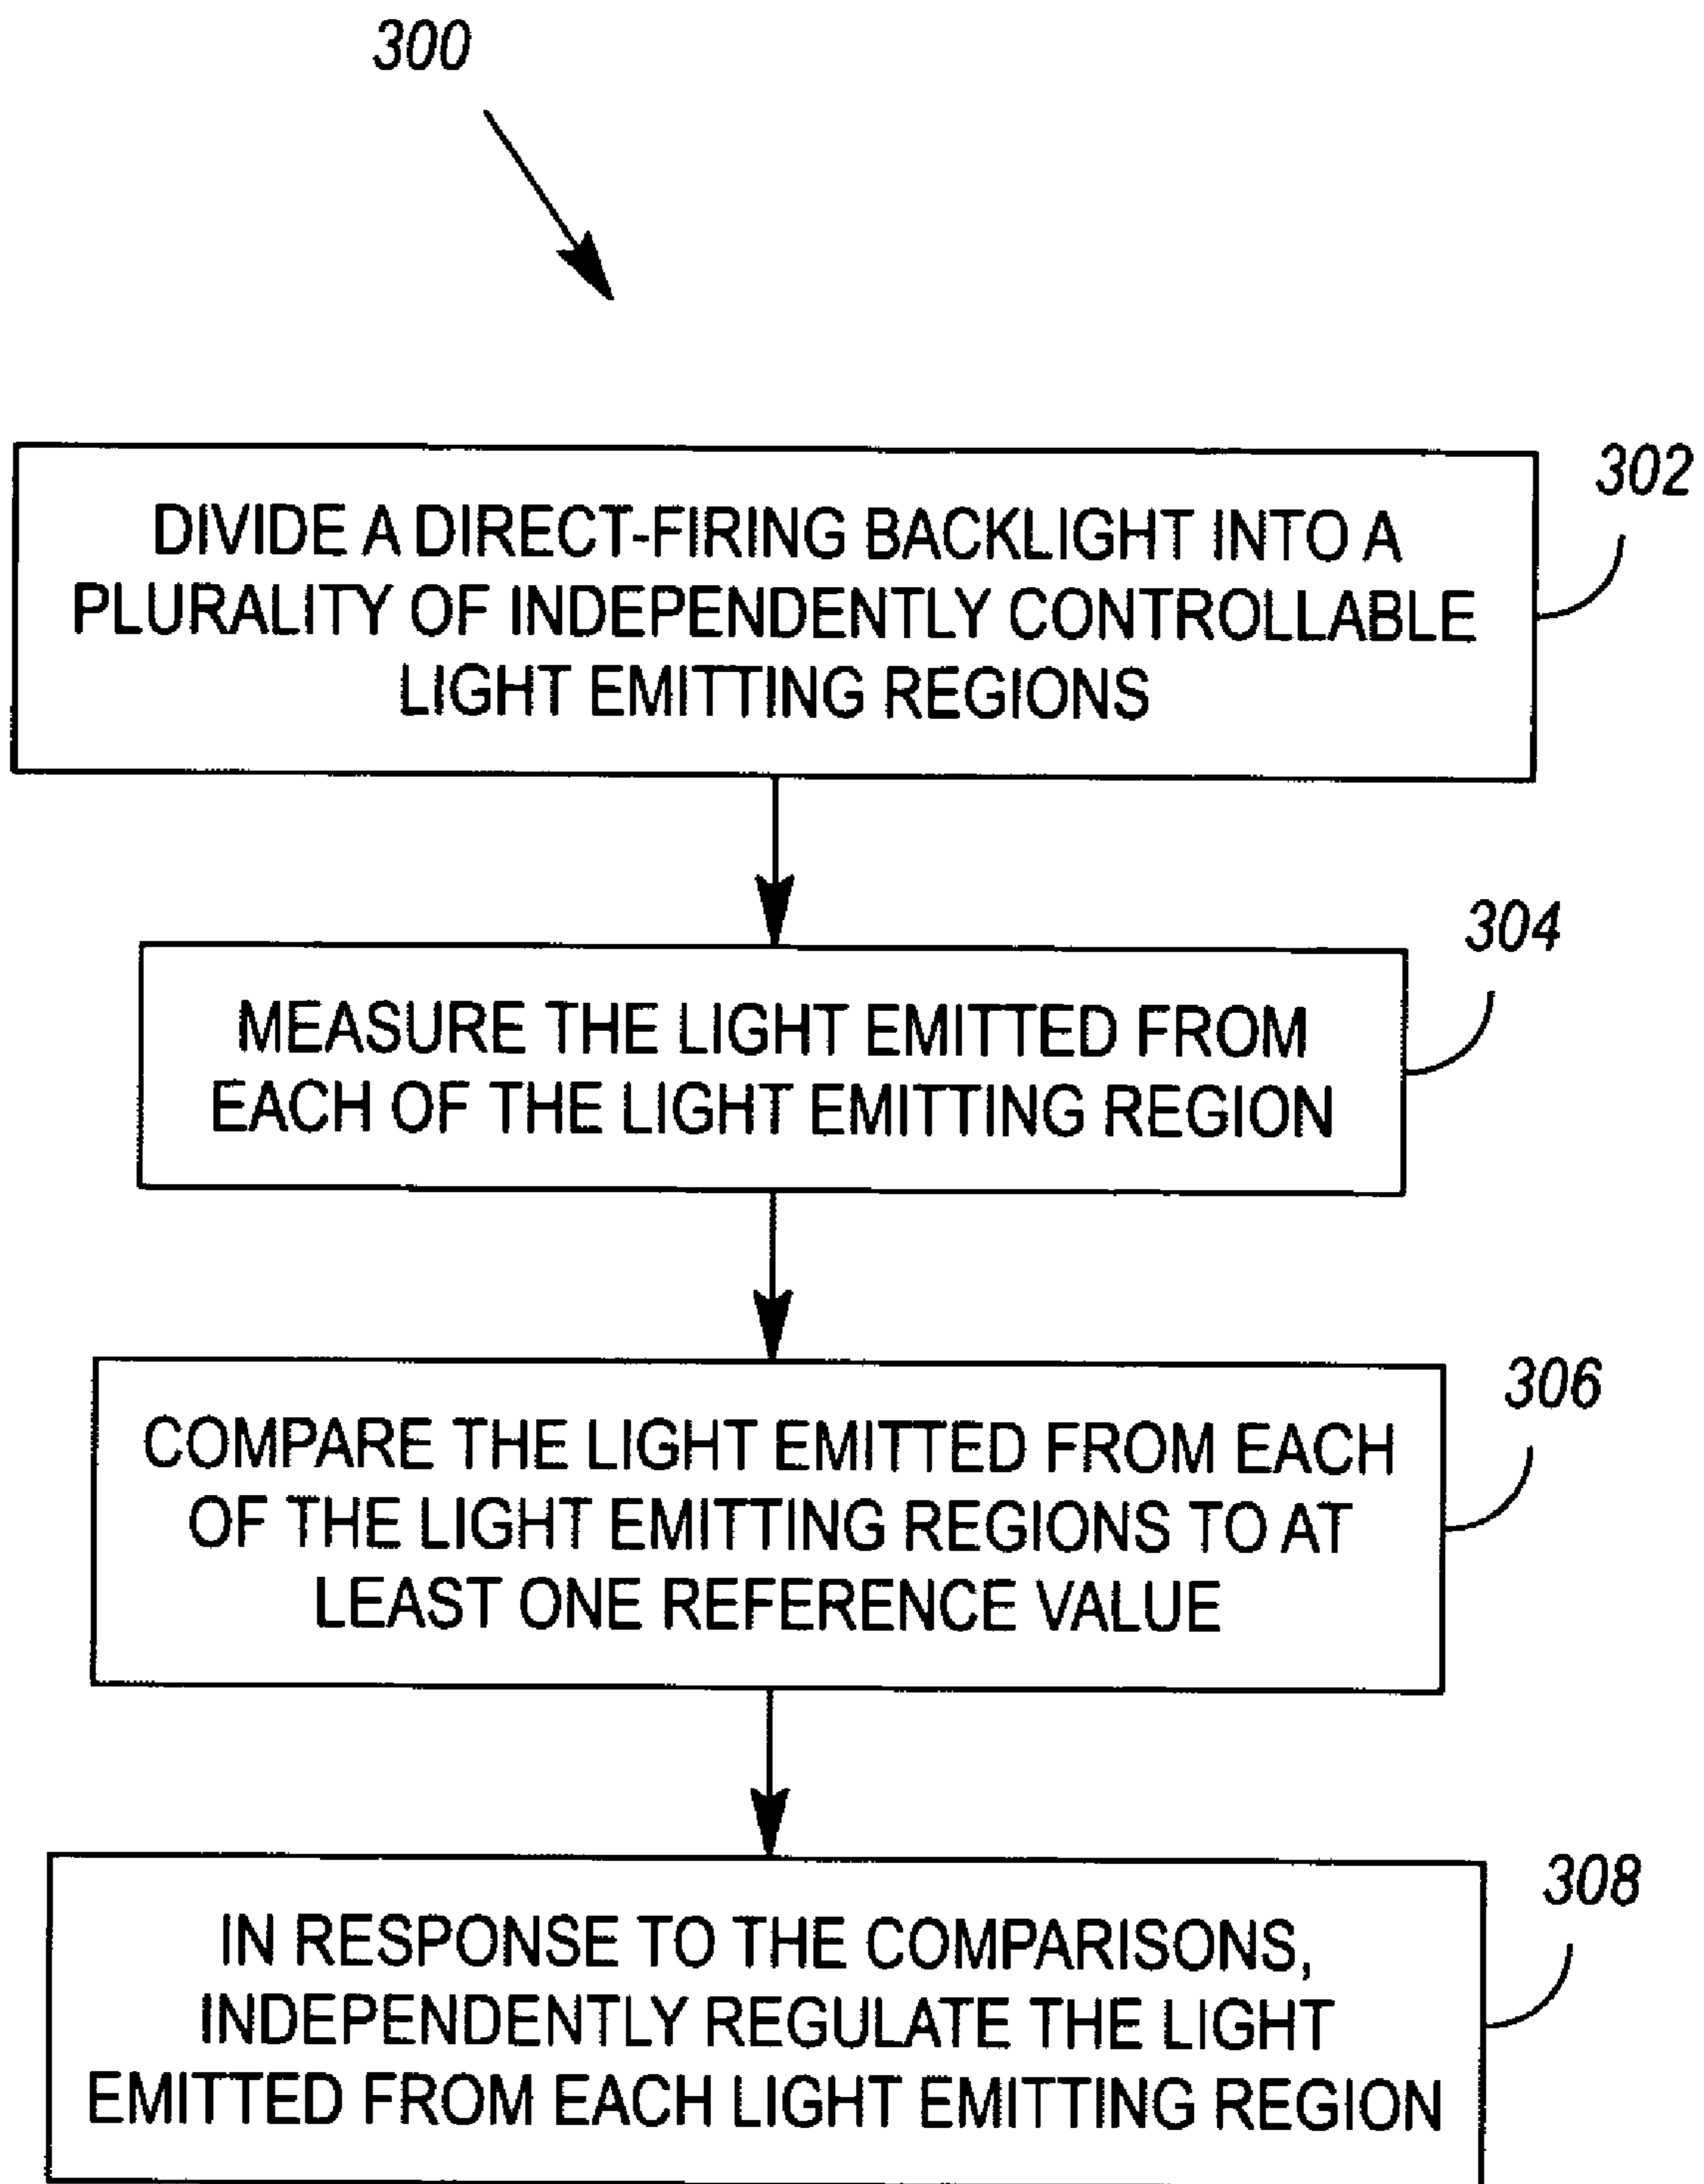 300
302
DIVIDE A DIRECT-FIRING BACKLIGHT INTO A
PLURALITY OF INDEPENDENTLY CONTROLLABLE
LIGHT EMITTING REGIONS
304
MEASURE THE LIGHT EMITTED FROM
EACH OF THE LIGHT EMITTING REGION
306
COMPARE THE LIGHT EMITTED FROM EACH
OF THE LIGHT EMITTING REGIONS TO AT
LEAST ONE REFERENCE VALUE
308
IN RESPONSE TO THE COMPARISONS,
INDEPENDENTLY REGULATE THE LIGHT
EMITTED FROM EACH LIGHT EMITTING REGION